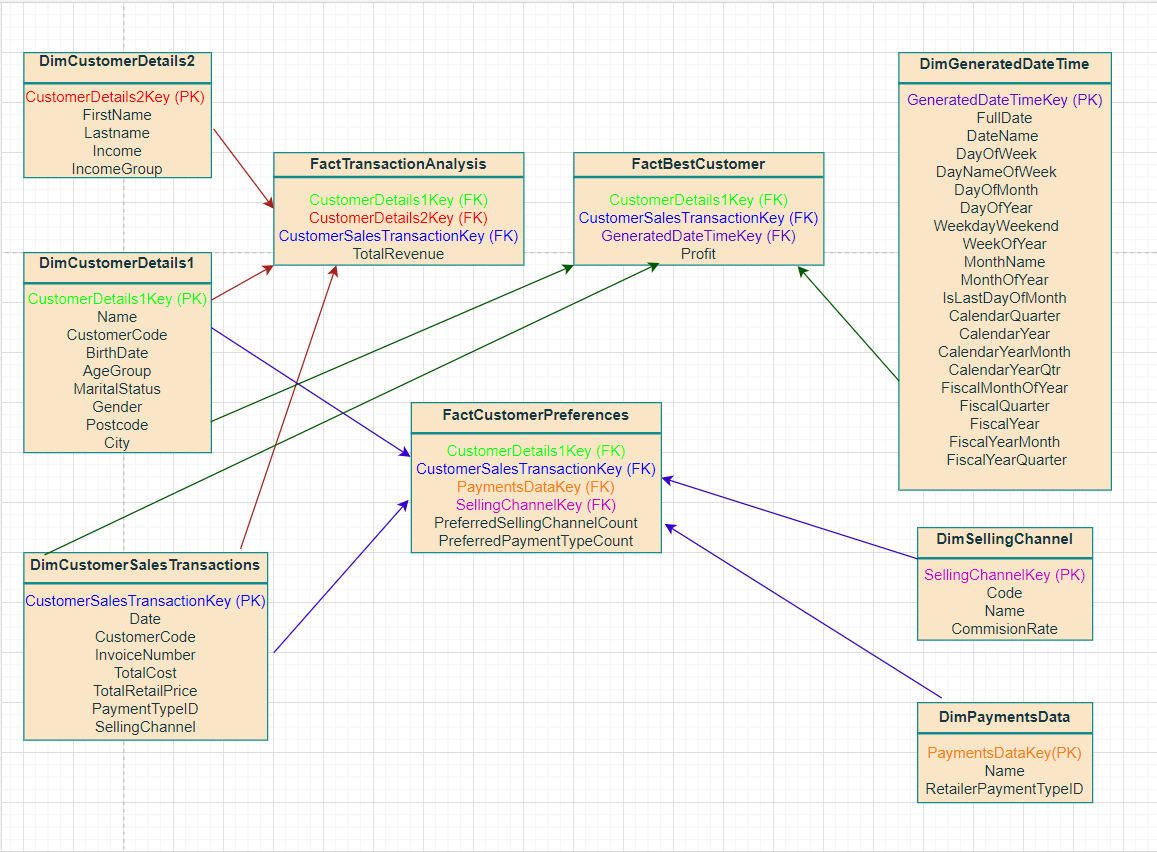 DimCustomerDetails2
CustomerDetails2Key (PK)
FirstName
Lastname
Income
IncomeGroup
DimCustomerDetails1
CustomerDetails1Key (PK)
Name
CustomerCode
BirthDate
AgeGroup
MaritalStatus
Gender
Postcode
City
DimCustomerSalesTransactions
CustomerSalesTransactionKey (PK)
Date
CustomerCode
InvoiceNumber
TotalCost
TotalRetailPrice
PaymentTypeID
SellingChannel
FactTransactionAnalysis
CustomerDetails1Key (FK)
CustomerDetails2Key (FK)
CustomerSalesTransactionKey (FK)
TotalRevenue
FactBestCustomer
CustomerDetails1Key (FK)
CustomerSalesTransactionKey (FK)
GeneratedDateTimeKey (FK)
Profit
FactCustomerPreferences
CustomerDetails1Key (FK)
CustomerSalesTransactionKey (FK)
PaymentsDataKey (FK)
SellingChannelKey (FK)
PreferredSellingChannelCount
PreferredPaymentTypeCount
DimGeneratedDateTime
GeneratedDateTimeKey (PK)
FullDate
DateName
DayOfWeek
DayNameOfWeek
DayOfMonth
DayOfYear
WeekdayWeekend
WeekOfYear
MonthName
MonthOfYear
IsLastDayOfMonth
CalendarQuarter
CalendarYear
CalendarYearMonth
CalendarYearQtr
FiscalMonthOfYear
FiscalQuarter
FiscalYear
FiscalYearMonth
FiscalYearQuarter
DimSellingChannel
SellingChannelKey (PK)
Code
Name
CommisionRate
DimPaymentsData
PaymentsDataKey(PK)
Name
RetailerPaymentTypeID